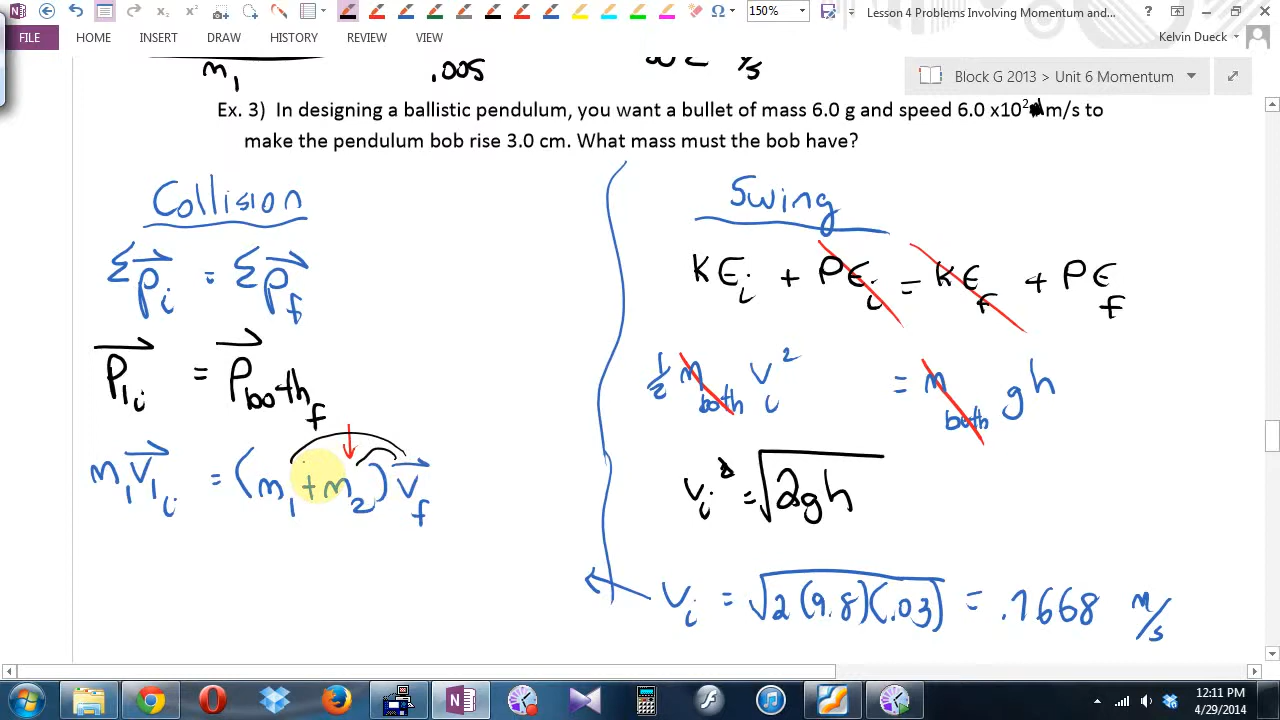 150%
Lesson 4 Problems Involving Momentum and...
FILE HOME INSERT DRAW HISTORY REVIEW VIEW
Kelvin Dueck
m1 .005 m/s
Block G 2013 > Unit 6 Momentum
Ex. 3) In designing a ballistic pendulum, you want a bullet of mass 6.0 g and speed 6.0 x10² m/s to
make the pendulum bob rise 3.0 cm. What mass must the bob have?
Collision
Σp⃗i = Σp⃗f
P⃗1i = P⃗bothf
m1v⃗1i = (m1+m2)v⃗f
Swing
KEi + PEi = KEf + PEf
½ mboth vi² = mboth gh
vi² = √2gh
vi = √2(9.8)(.03) = .7668 m/s
12:11 PM
4/29/2014